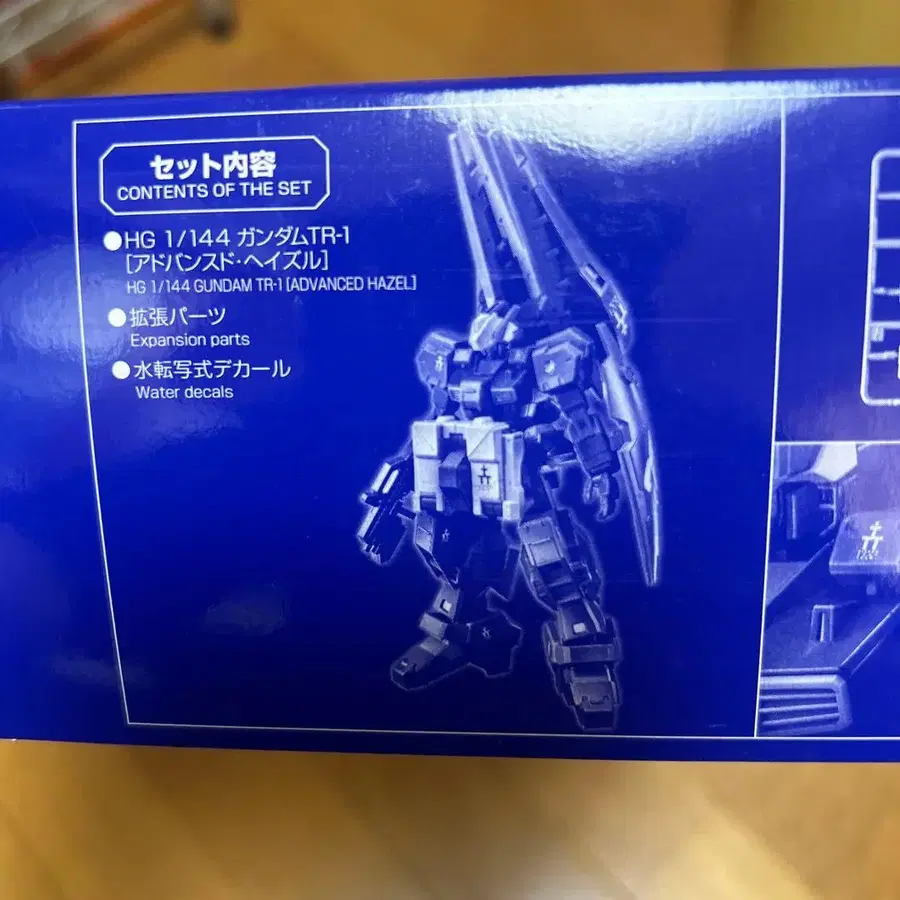 セット内容
CONTENTS OF THE SET
●HG 1/144 ガンダムTR-1
[アドバンスド・ヘイズル]
HG 1/144 GUNDAM TR-1 [ADVANCED HAZEL]
●拡張パーツ
Expansion parts
●水転写式デカール
Water decals